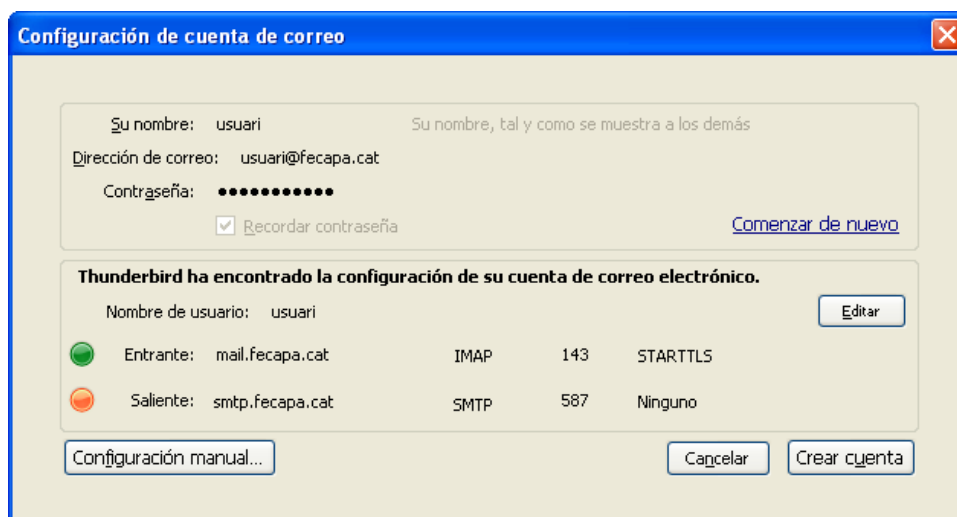 Configuración de cuenta de correo
Su nombre: usuari Su nombre, tal y como se muestra a los demás
Dirección de correo: usuari@fecapa.cat
Contraseña: •••••••••••
Recordar contraseña Comenzar de nuevo
Thunderbird ha encontrado la configuración de su cuenta de correo electrónico.
Nombre de usuario: usuari Editar
Entrante: mail.fecapa.cat IMAP 143 STARTTLS
Saliente: smtp.fecapa.cat SMTP 587 Ninguno
Configuración manual... Cancelar Crear cuenta